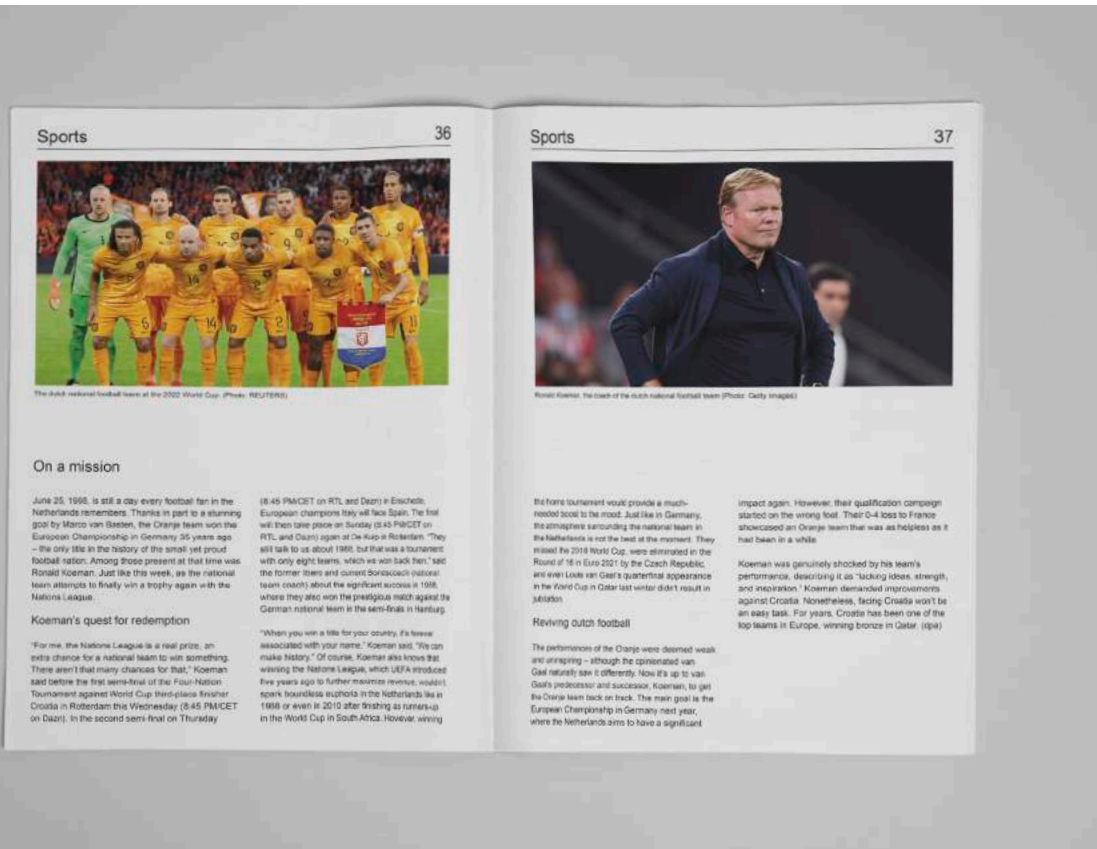 Sports
36
The dutch national football team at the 2022 World Cup. (Photo: REUTERS)
On a mission
June 25, 1988, is still a day every football fan in the
Netherlands remembers. Thanks in part to a stunning
goal by Marco van Basten, the Oranje team won the
European Championship in Germany 35 years ago
– the only title in the history of the small yet proud
football nation. Among those present at that time was
Ronald Koeman. Just like this week, as the national
team attempts to finally win a trophy again with the
Nations League.
Koeman's quest for redemption
"For me, the Nations League is a real prize, an
extra chance for a national team to win something.
There aren't that many chances for that," Koeman
said before the first semi-final of the Four-Nation
Tournament against World Cup third-place finisher
Croatia in Rotterdam this Wednesday (8:45 PM/CET
on Dazn). In the second semi-final on Thursday
(8:45 PM/CET on RTL and Dazn) in Enschede,
European champions Italy will face Spain. The final
will then take place on Sunday (8:45 PM/CET on
RTL and Dazn) again at De Kuip in Rotterdam. "They
still talk to us about 1988, but that was a tournament
with only eight teams, which we won back then," said
the former libero and current Bondscoach (national
team coach) about the significant success in 1988,
where they also won the prestigious match against the
German national team in the semi-finals in Hamburg.
"When you win a title for your country, it's forever
associated with your name," Koeman said. "We can
make history." Of course, Koeman also knows that
winning the Nations League, which UEFA introduced
five years ago to further maximize revenue, wouldn't
spark boundless euphoria in the Netherlands like in
1988 or even in 2010 after finishing as runners-up
in the World Cup in South Africa. However, winning
Sports
37
Ronald Koeman, the coach of the dutch national football team (Photo: Getty Images)
the home tournament would provide a much-
needed boost to the mood. Just like in Germany,
the atmosphere surrounding the national team in
the Netherlands is not the best at the moment. They
missed the 2018 World Cup, were eliminated in the
Round of 16 in Euro 2021 by the Czech Republic,
and even Louis van Gaal's quarterfinal appearance
in the World Cup in Qatar last winter didn't result in
jubilation.
Reviving dutch football
The performances of the Oranje were deemed weak
and uninspiring – although the opinionated van
Gaal naturally saw it differently. Now it's up to van
Gaal's predecessor and successor, Koeman, to get
the Oranje team back on track. The main goal is the
European Championship in Germany next year,
where the Netherlands aims to have a significant
impact again. However, their qualification campaign
started on the wrong foot. Their 0-4 loss to France
showcased an Oranje team that was as helpless as it
had been in a while.
Koeman was genuinely shocked by his team's
performance, describing it as "lacking ideas, strength,
and inspiration." Koeman demanded improvements
against Croatia. Nonetheless, facing Croatia won't be
an easy task. For years, Croatia has been one of the
top teams in Europe, winning bronze in Qatar. (dpa)